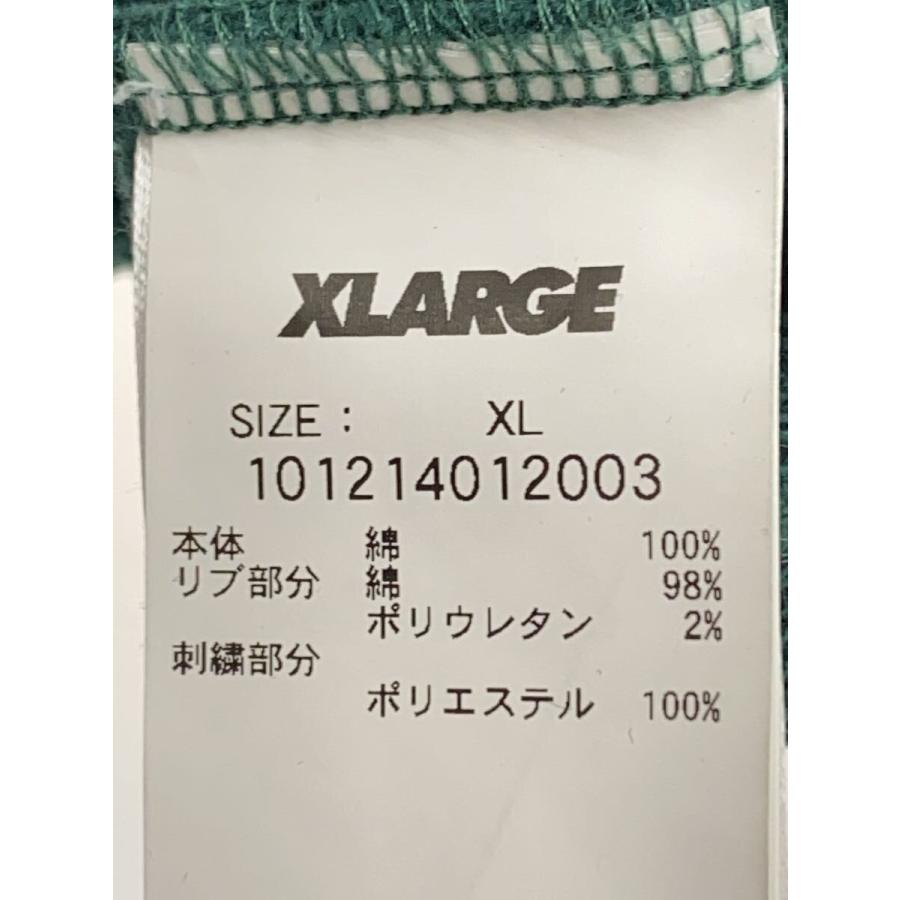 XLARGE
SIZE : XL
101214012003
本体 綿 100%
リブ部分 綿 98%
ポリウレタン 2%
刺繍部分
ポリエステル 100%